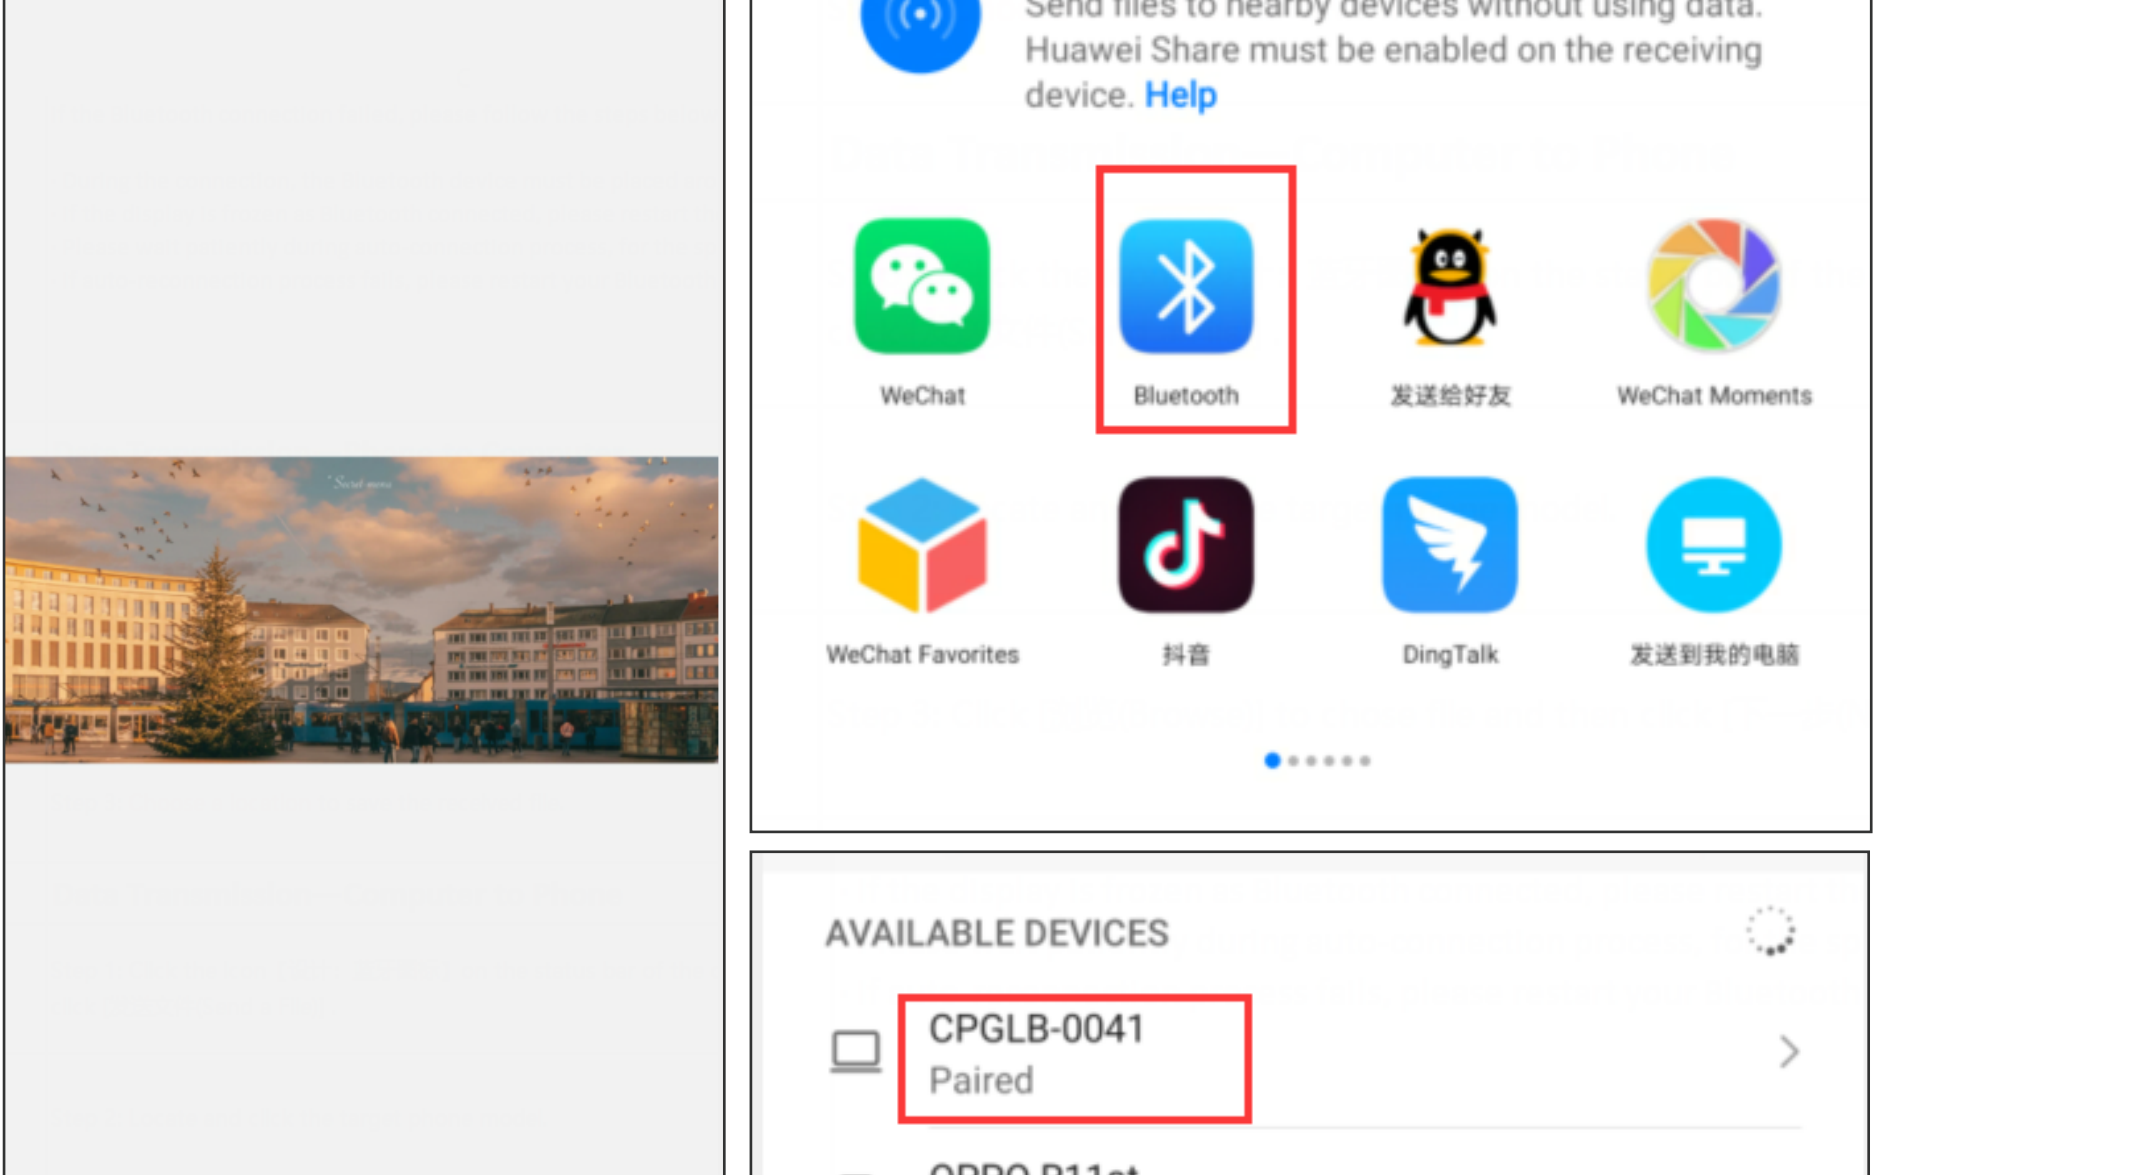 Send files to nearby devices without using data.
Huawei Share must be enabled on the receiving
device. Help
WeChat
Bluetooth
发送给好友
WeChat Moments
WeChat Favorites
抖音
DingTalk
发送到我的电脑
AVAILABLE DEVICES
CPGLB-0041
Paired
Secret menu